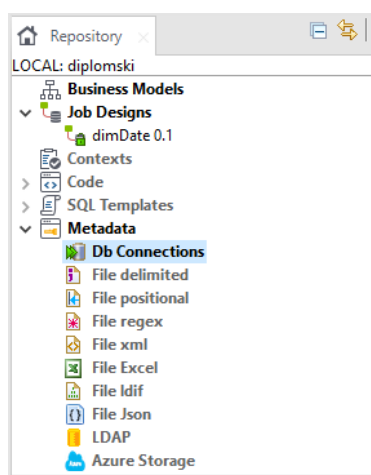 Repository
LOCAL: diplomski
Business Models
Job Designs
dimDate 0.1
Contexts
Code
SQL Templates
Metadata
Db Connections
File delimited
File positional
File regex
File xml
File Excel
File ldif
File Json
LDAP
Azure Storage